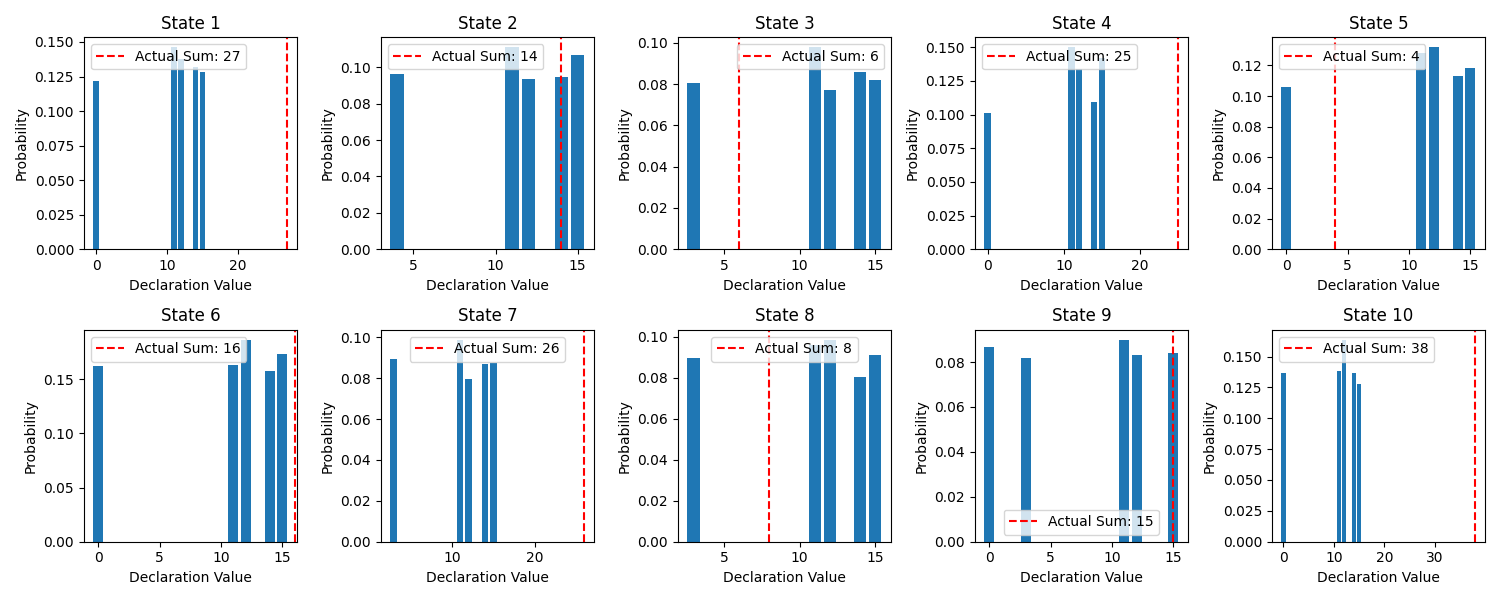 State 1
Actual Sum: 27
0.150
0.125
0.100
0.075
0.050
0.025
0.000
Probability
0 10 20
Declaration Value
State 2
Actual Sum: 14
0.10
0.08
0.06
0.04
0.02
0.00
Probability
5 10 15
Declaration Value
State 3
Actual Sum: 6
0.10
0.08
0.06
0.04
0.02
0.00
Probability
5 10 15
Declaration Value
State 4
Actual Sum: 25
0.150
0.125
0.100
0.075
0.050
0.025
0.000
Probability
0 10 20
Declaration Value
State 5
Actual Sum: 4
0.12
0.10
0.08
0.06
0.04
0.02
0.00
Probability
0 5 10 15
Declaration Value
State 6
Actual Sum: 16
0.15
0.10
0.05
0.00
Probability
0 5 10 15
Declaration Value
State 7
Actual Sum: 26
0.10
0.08
0.06
0.04
0.02
0.00
Probability
10 20
Declaration Value
State 8
Actual Sum: 8
0.10
0.08
0.06
0.04
0.02
0.00
Probability
5 10 15
Declaration Value
State 9
0.08
0.06
0.04
0.02
0.00
Actual Sum: 15
Probability
0 5 10 15
Declaration Value
State 10
Actual Sum: 38
0.150
0.125
0.100
0.075
0.050
0.025
0.000
Probability
0 10 20 30
Declaration Value